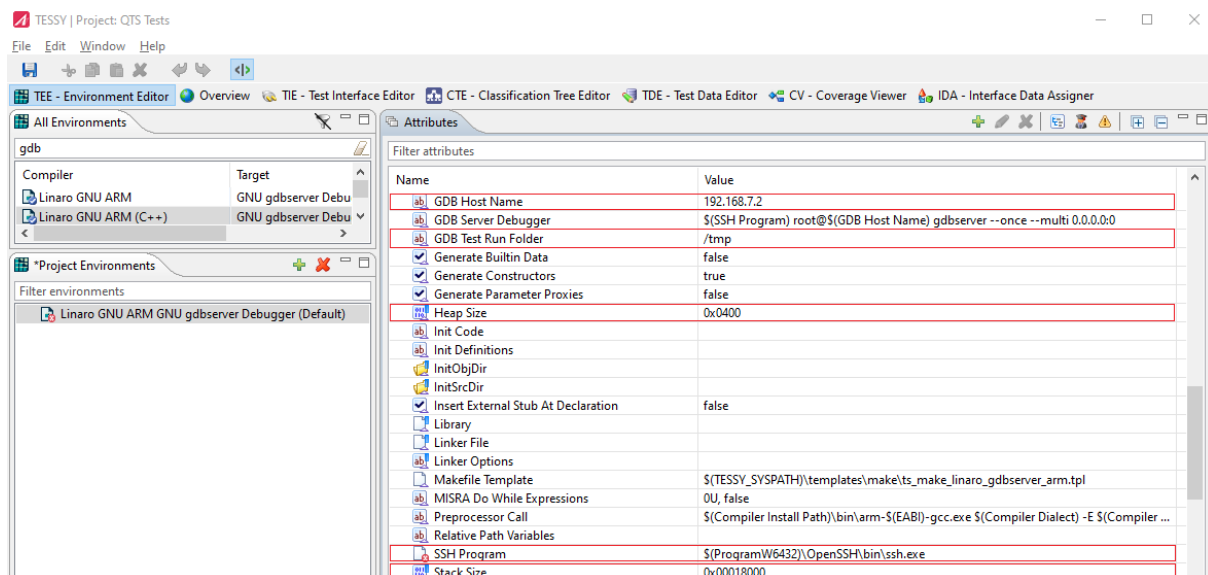 TESSY | Project: QTS Tests
File Edit Window Help
TEE - Environment Editor Overview TIE - Test Interface Editor CTE - Classification Tree Editor TDE - Test Data Editor CV - Coverage Viewer IDA - Interface Data Assigner
All Environments
gdb
Compiler Target
Linaro GNU ARM GNU gdbserver Debu
Linaro GNU ARM (C++) GNU gdbserver Debu
*Project Environments
Filter environments
Linaro GNU ARM GNU gdbserver Debugger (Default)
Attributes
Filter attributes
Name Value
GDB Host Name 192.168.7.2
GDB Server Debugger $(SSH Program) root@$(GDB Host Name) gdbserver --once --multi 0.0.0.0:0
GDB Test Run Folder /tmp
Generate Builtin Data false
Generate Constructors true
Generate Parameter Proxies false
Heap Size 0x0400
Init Code
Init Definitions
InitObjDir
InitSrcDir
Insert External Stub At Declaration false
Library
Linker File
Linker Options
Makefile Template $(TESSY_SYSPATH)\templates\make\ts_make_linaro_gdbserver_arm.tpl
MISRA Do While Expressions 0U, false
Preprocessor Call $(Compiler Install Path)\bin\arm-$(EABI)-gcc.exe $(Compiler Dialect) -E $(Compiler ...
Relative Path Variables
SSH Program $(ProgramW6432)\OpenSSH\bin\ssh.exe
Stack Size 0x00018000